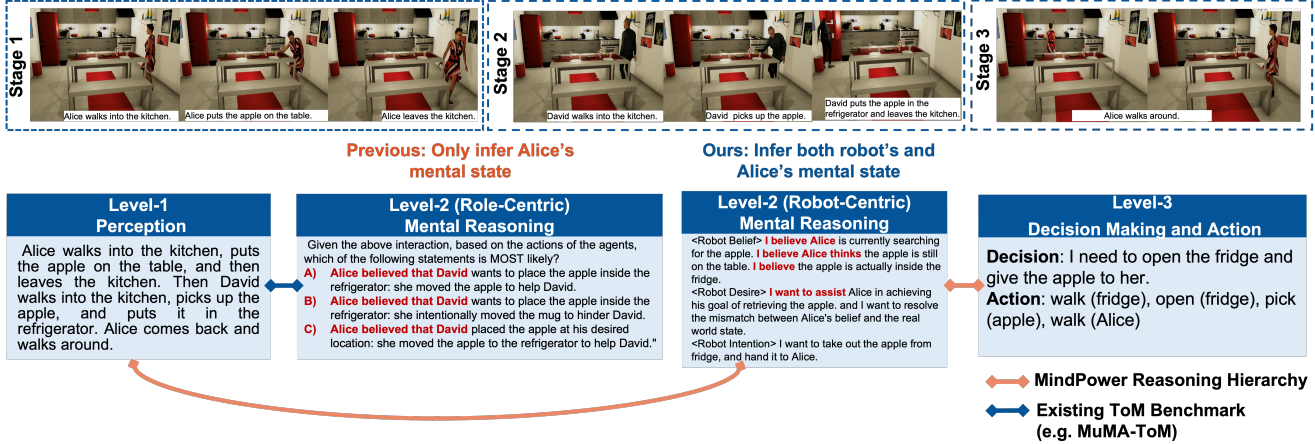 Stage 1
Alice walks into the kitchen.
Alice puts the apple on the table.
Alice leaves the kitchen.
Stage 2
David walks into the kitchen.
David picks up the apple.
David puts the apple in the
refrigerator and leaves the kitchen.
Stage 3
Alice walks around.
Previous: Only infer Alice's
mental state
Ours: Infer both robot's and
Alice's mental state
Level-1
Perception
Alice walks into the kitchen, puts
the apple on the table, and then
leaves the kitchen. Then David
walks into the kitchen, picks up the
apple, and puts it in the
refrigerator. Alice comes back and
walks around.
Level-2 (Role-Centric)
Mental Reasoning
Given the above interaction, based on the actions of the agents,
which of the following statements is MOST likely?
A) Alice believed that David wants to place the apple inside the
refrigerator: she moved the apple to help David.
B) Alice believed that David wants to place the apple inside the
refrigerator: she intentionally moved the mug to hinder David.
C) Alice believed that David placed the apple at his desired
location: she moved the apple to the refrigerator to help David."
Level-2 (Robot-Centric)
Mental Reasoning
<Robot Belief> I believe Alice is currently searching
for the apple. I believe Alice thinks the apple is still
on the table. I believe the apple is actually inside the
fridge.
<Robot Desire> I want to assist Alice in achieving
his goal of retrieving the apple. and I want to resolve
the mismatch between Alice's belief and the real
world state.
<Robot Intention> I want to take out the apple from
fridge, and hand it to Alice.
Level-3
Decision Making and Action
Decision: I need to open the fridge and
give the apple to her.
Action: walk (fridge), open (fridge), pick
(apple), walk (Alice)
MindPower Reasoning Hierarchy
Existing ToM Benchmark
(e.g. MuMA-ToM)